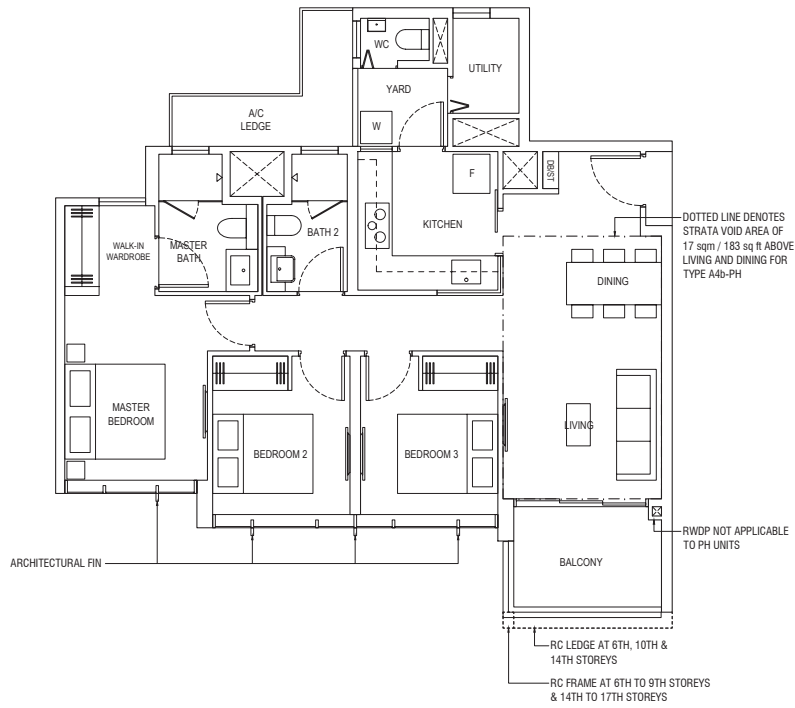 WC
UTILITY
YARD
A/C
LEDGE
W
F
DB/ST
KITCHEN
BATH 2
MASTER
BATH
WALK-IN
WARDROBE
DINING
DOTTED LINE DENOTES
STRATA VOID AREA OF
17 sqm / 183 sq ft ABOVE
LIVING AND DINING FOR
TYPE A4b-PH
MASTER
BEDROOM
BEDROOM 2
BEDROOM 3
LIVING
RWDP NOT APPLICABLE
TO PH UNITS
ARCHITECTURAL FIN
BALCONY
RC LEDGE AT 6TH, 10TH &
14TH STOREYS
RC FRAME AT 6TH TO 9TH STOREYS
& 14TH TO 17TH STOREYS